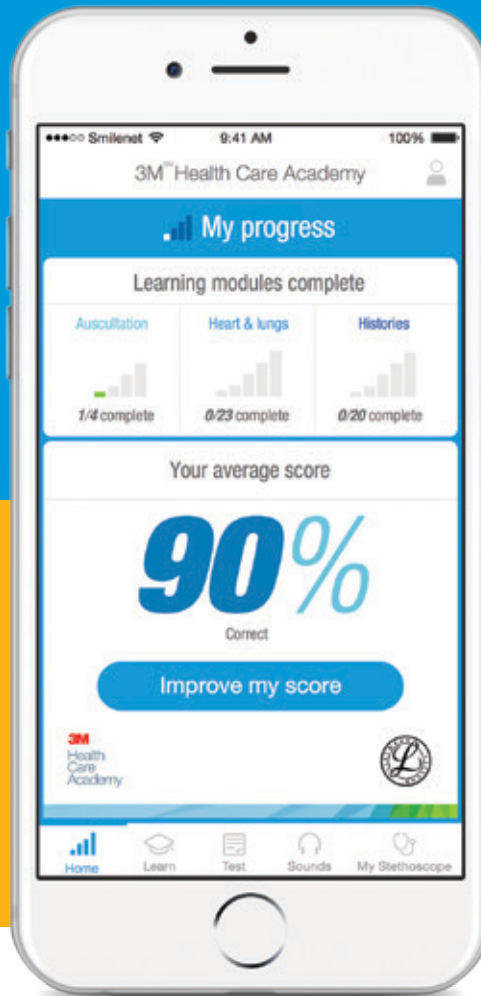 ●●●○○ Smilenet 9:41 AM 100%
3M™ Health Care Academy
My progress
Learning modules complete
Auscultation Heart & lungs Histories
1/4 complete 0/23 complete 0/20 complete
Your average score
90%
Correct
Improve my score
3M
Health
Care
Academy
L
Home Learn Test Sounds My Stethoscope